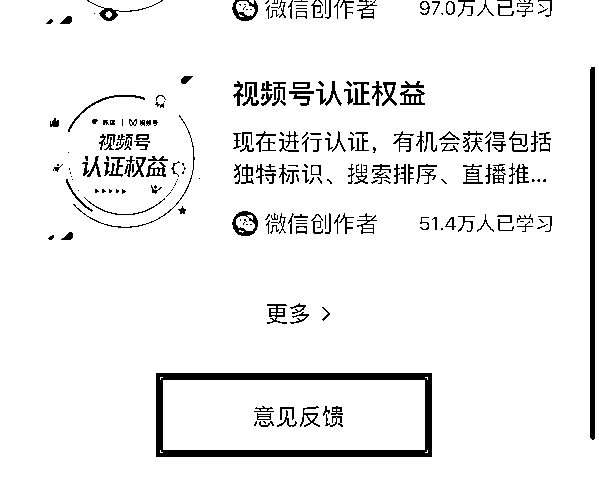 微信创作者
97.0万人已学习
视频号认证权益
视频号
视频号
认证权益
现在进行认证，有机会获得包括
独特标识、搜索排序、直播推...
微信创作者
51.4万人已学习
更多 >
意见反馈